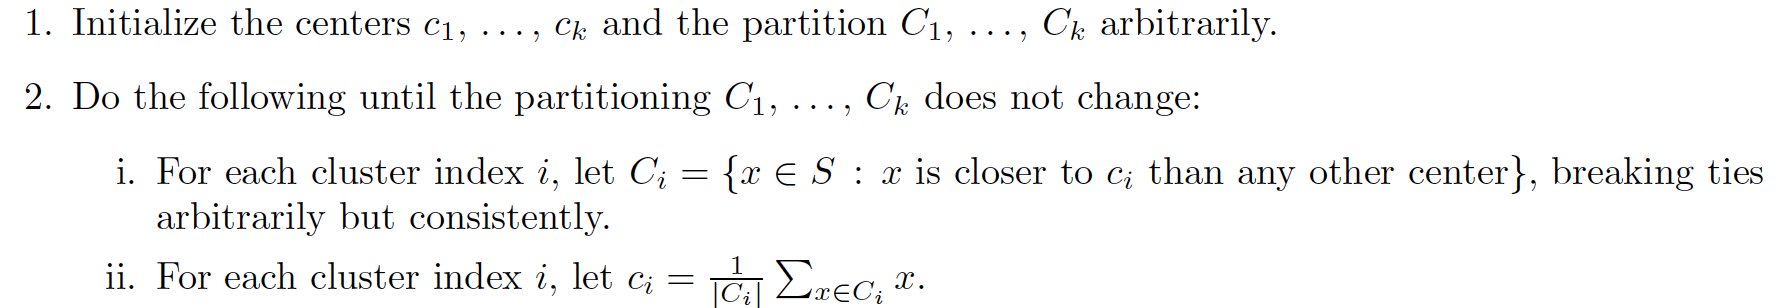 1. Initialize the centers c₁, ..., cₖ and the partition C₁, ..., Cₖ arbitrarily.
2. Do the following until the partitioning C₁, ..., Cₖ does not change:
i. For each cluster index i, let Cᵢ = {x ∈ S : x is closer to cᵢ than any other center}, breaking ties
arbitrarily but consistently.
ii. For each cluster index i, let cᵢ = 1/|Cᵢ| ∑_{x∈Cᵢ} x.